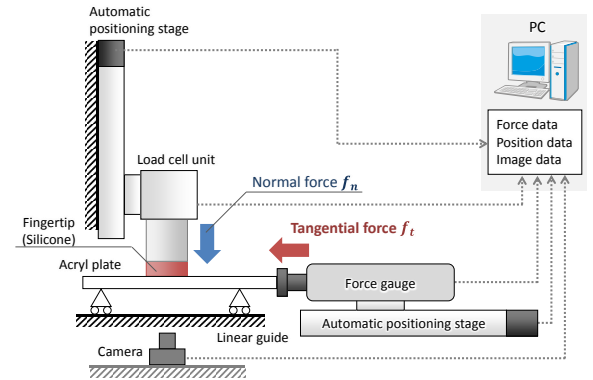 Automatic
positioning stage
PC
Force data
Position data
Image data
Load cell unit
Normal force fₙ
Fingertip
(Silicone)
Tangential force fₜ
Acryl plate
Force gauge
Automatic positioning stage
Linear guide
Camera